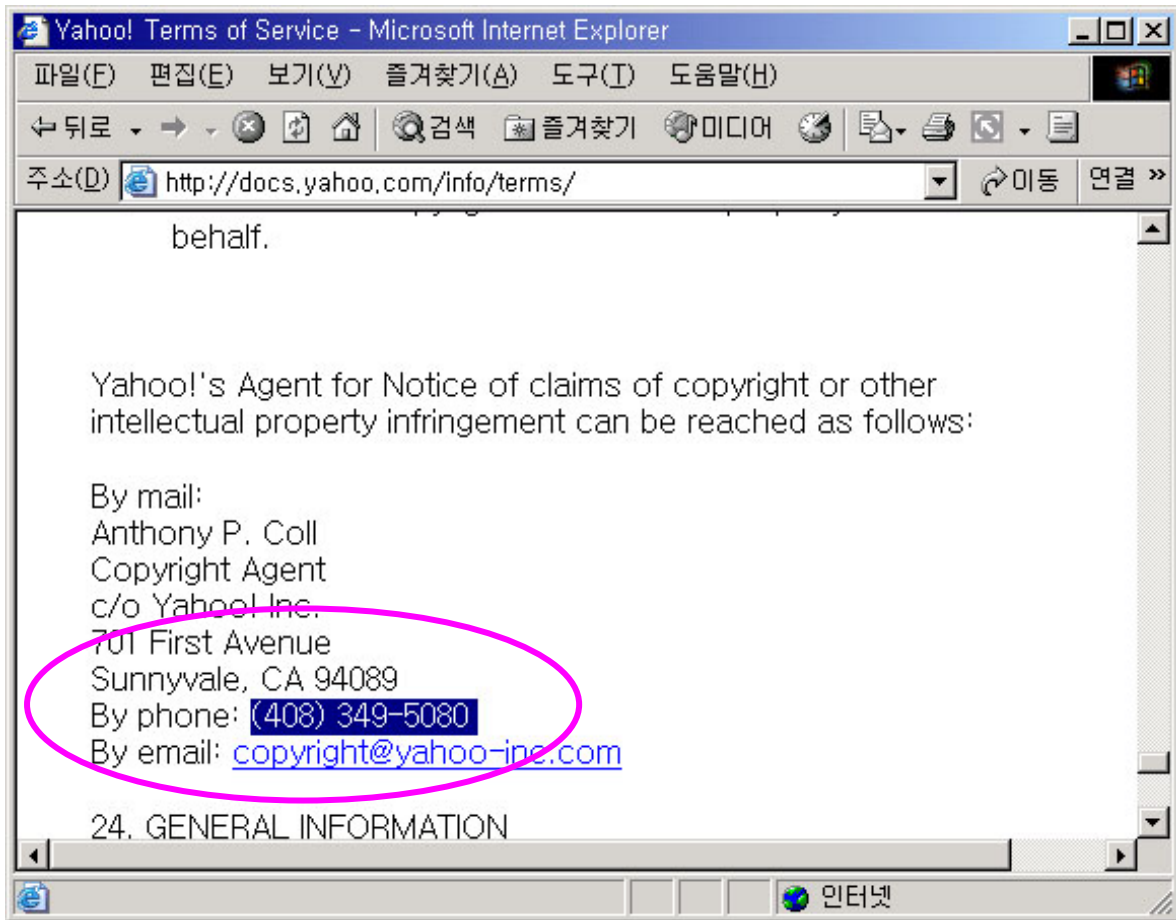 Yahoo! Terms of Service - Microsoft Internet Explorer
파일(F) 편집(E) 보기(V) 즐겨찾기(A) 도구(T) 도움말(H)
뒤로 검색 즐겨찾기 미디어
주소(D) http://docs.yahoo.com/info/terms/ 이동 연결 »
behalf.
Yahoo!'s Agent for Notice of claims of copyright or other
intellectual property infringement can be reached as follows:
By mail:
Anthony P. Coll
Copyright Agent
c/o Yahoo! Inc.
701 First Avenue
Sunnyvale, CA 94089
By phone: (408) 349-5080
By email: copyright@yahoo-inc.com
24. GENERAL INFORMATION
인터넷